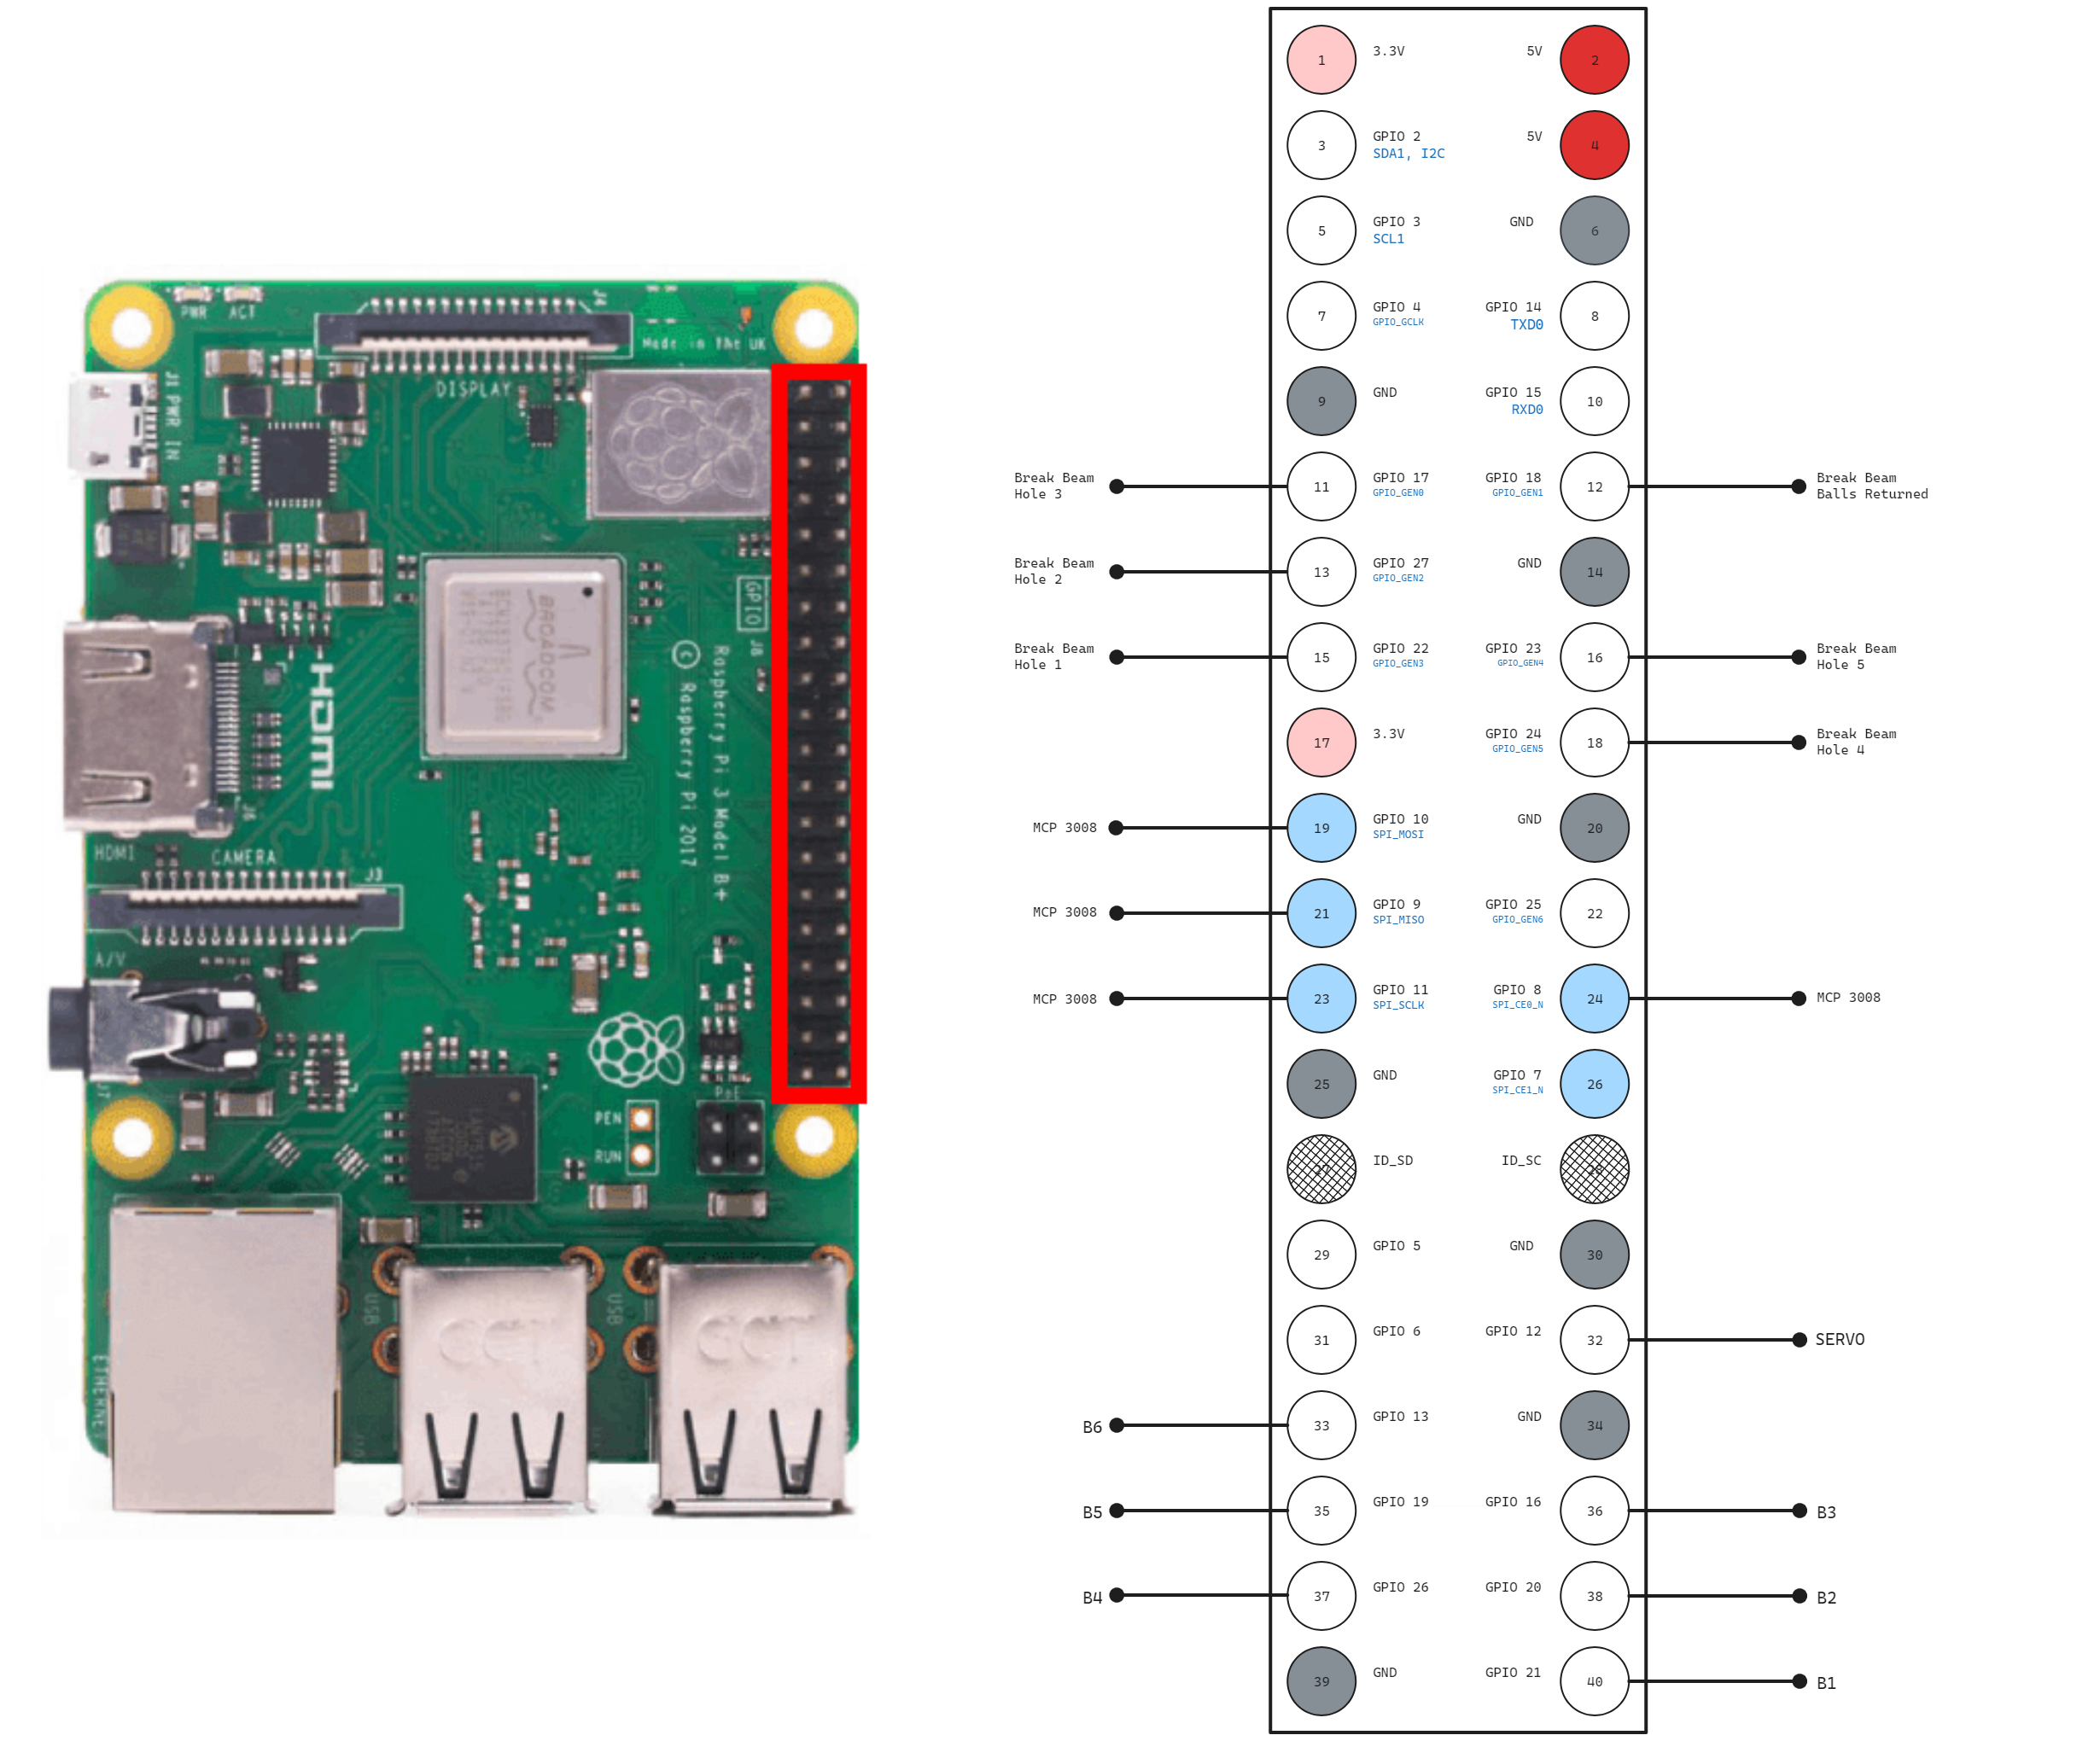 PWR ACT
J4
Made in the UK
J1 PWR IN
DISPLAY
GPIO
J8
BROADCOM
© Raspberry Pi 2017
Raspberry Pi 3 Model B+
HDMI
J6
HDMI
CAMERA
J3
A/V
J7
PoE
PEN
RUN
USB
USB
ETHERNET
1 3.3V 5V 2
3 GPIO 2 5V 4
SDA1, I2C
5 GPIO 3 GND 6
SCL1
7 GPIO 4 GPIO 14 8
GPIO_GCLK TXD0
9 GND GPIO 15 10
RXD0
Break Beam 11 GPIO 17 GPIO 18 12 Break Beam
Hole 3 GPIO_GEN0 GPIO_GEN1 Balls Returned
Break Beam 13 GPIO 27 GND 14
Hole 2 GPIO_GEN2
Break Beam 15 GPIO 22 GPIO 23 16 Break Beam
Hole 1 GPIO_GEN3 GPIO_GEN4 Hole 5
17 3.3V GPIO 24 18 Break Beam
GPIO_GEN5 Hole 4
MCP 3008 19 GPIO 10 GND 20
SPI_MOSI
MCP 3008 21 GPIO 9 GPIO 25 22
SPI_MISO GPIO_GEN6
MCP 3008 23 GPIO 11 GPIO 8 24 MCP 3008
SPI_SCLK SPI_CE0_N
25 GND GPIO 7 26
SPI_CE1_N
27 ID_SD ID_SC 28
29 GPIO 5 GND 30
31 GPIO 6 GPIO 12 32 SERVO
B6 33 GPIO 13 GND 34
B5 35 GPIO 19 GPIO 16 36 B3
B4 37 GPIO 26 GPIO 20 38 B2
39 GND GPIO 21 40 B1